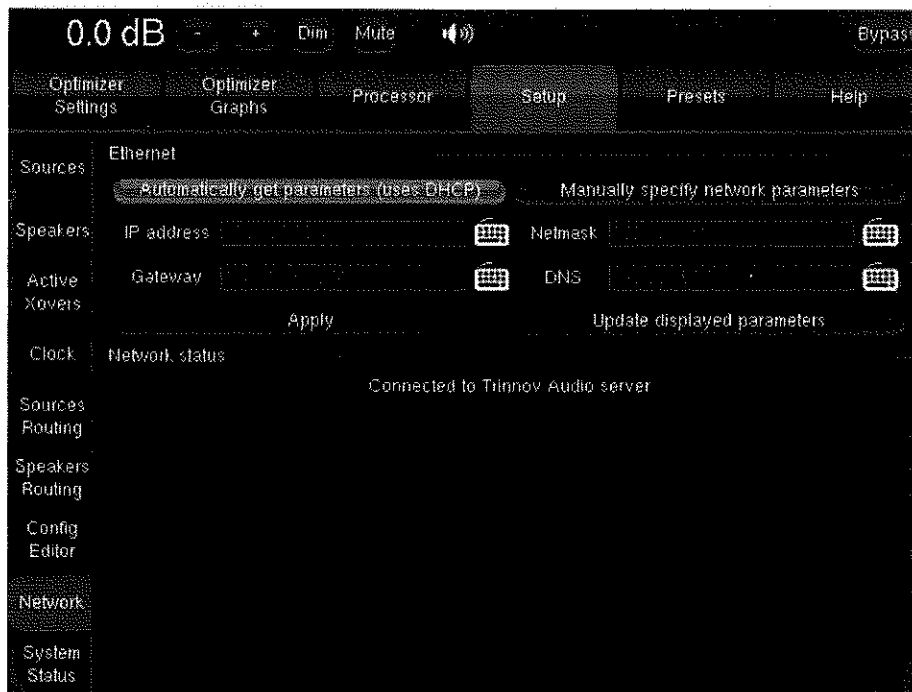 0.0 dB - + Dim Mute Bypass
Optimizer Settings
Optimizer Graphs
Processor
Setup
Presets
Help
Sources
Speakers
Active
Xovers
Clock
Sources
Routing
Speakers
Routing
Config
Editor
Network
System
Status
Ethernet
Automatically get parameters (uses DHCP) Manually specify network parameters
IP address Netmask
Gateway DNS
Apply Update displayed parameters
Network status
Connected to Trinnov Audio server